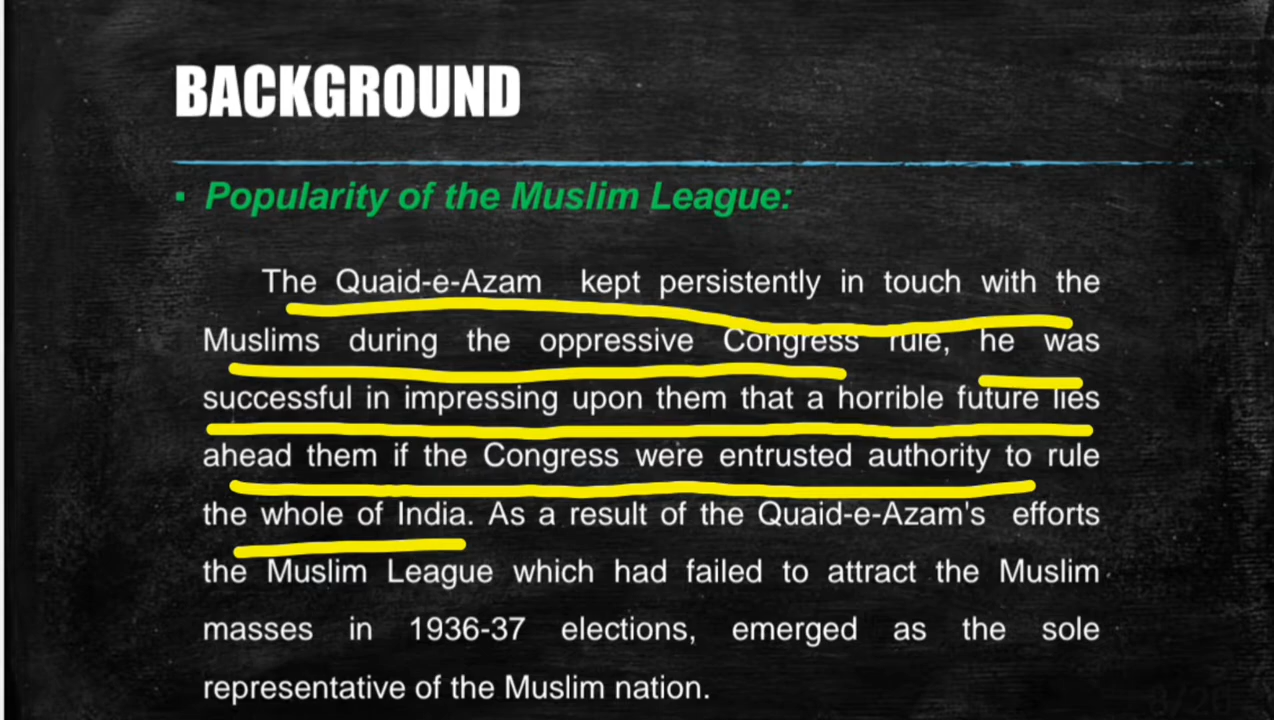 BACKGROUND
▪ Popularity of the Muslim League:
The Quaid-e-Azam kept persistently in touch with the
Muslims during the oppressive Congress rule, he was
successful in impressing upon them that a horrible future lies
ahead them if the Congress were entrusted authority to rule
the whole of India. As a result of the Quaid-e-Azam's efforts
the Muslim League which had failed to attract the Muslim
masses in 1936-37 elections, emerged as the sole
representative of the Muslim nation.